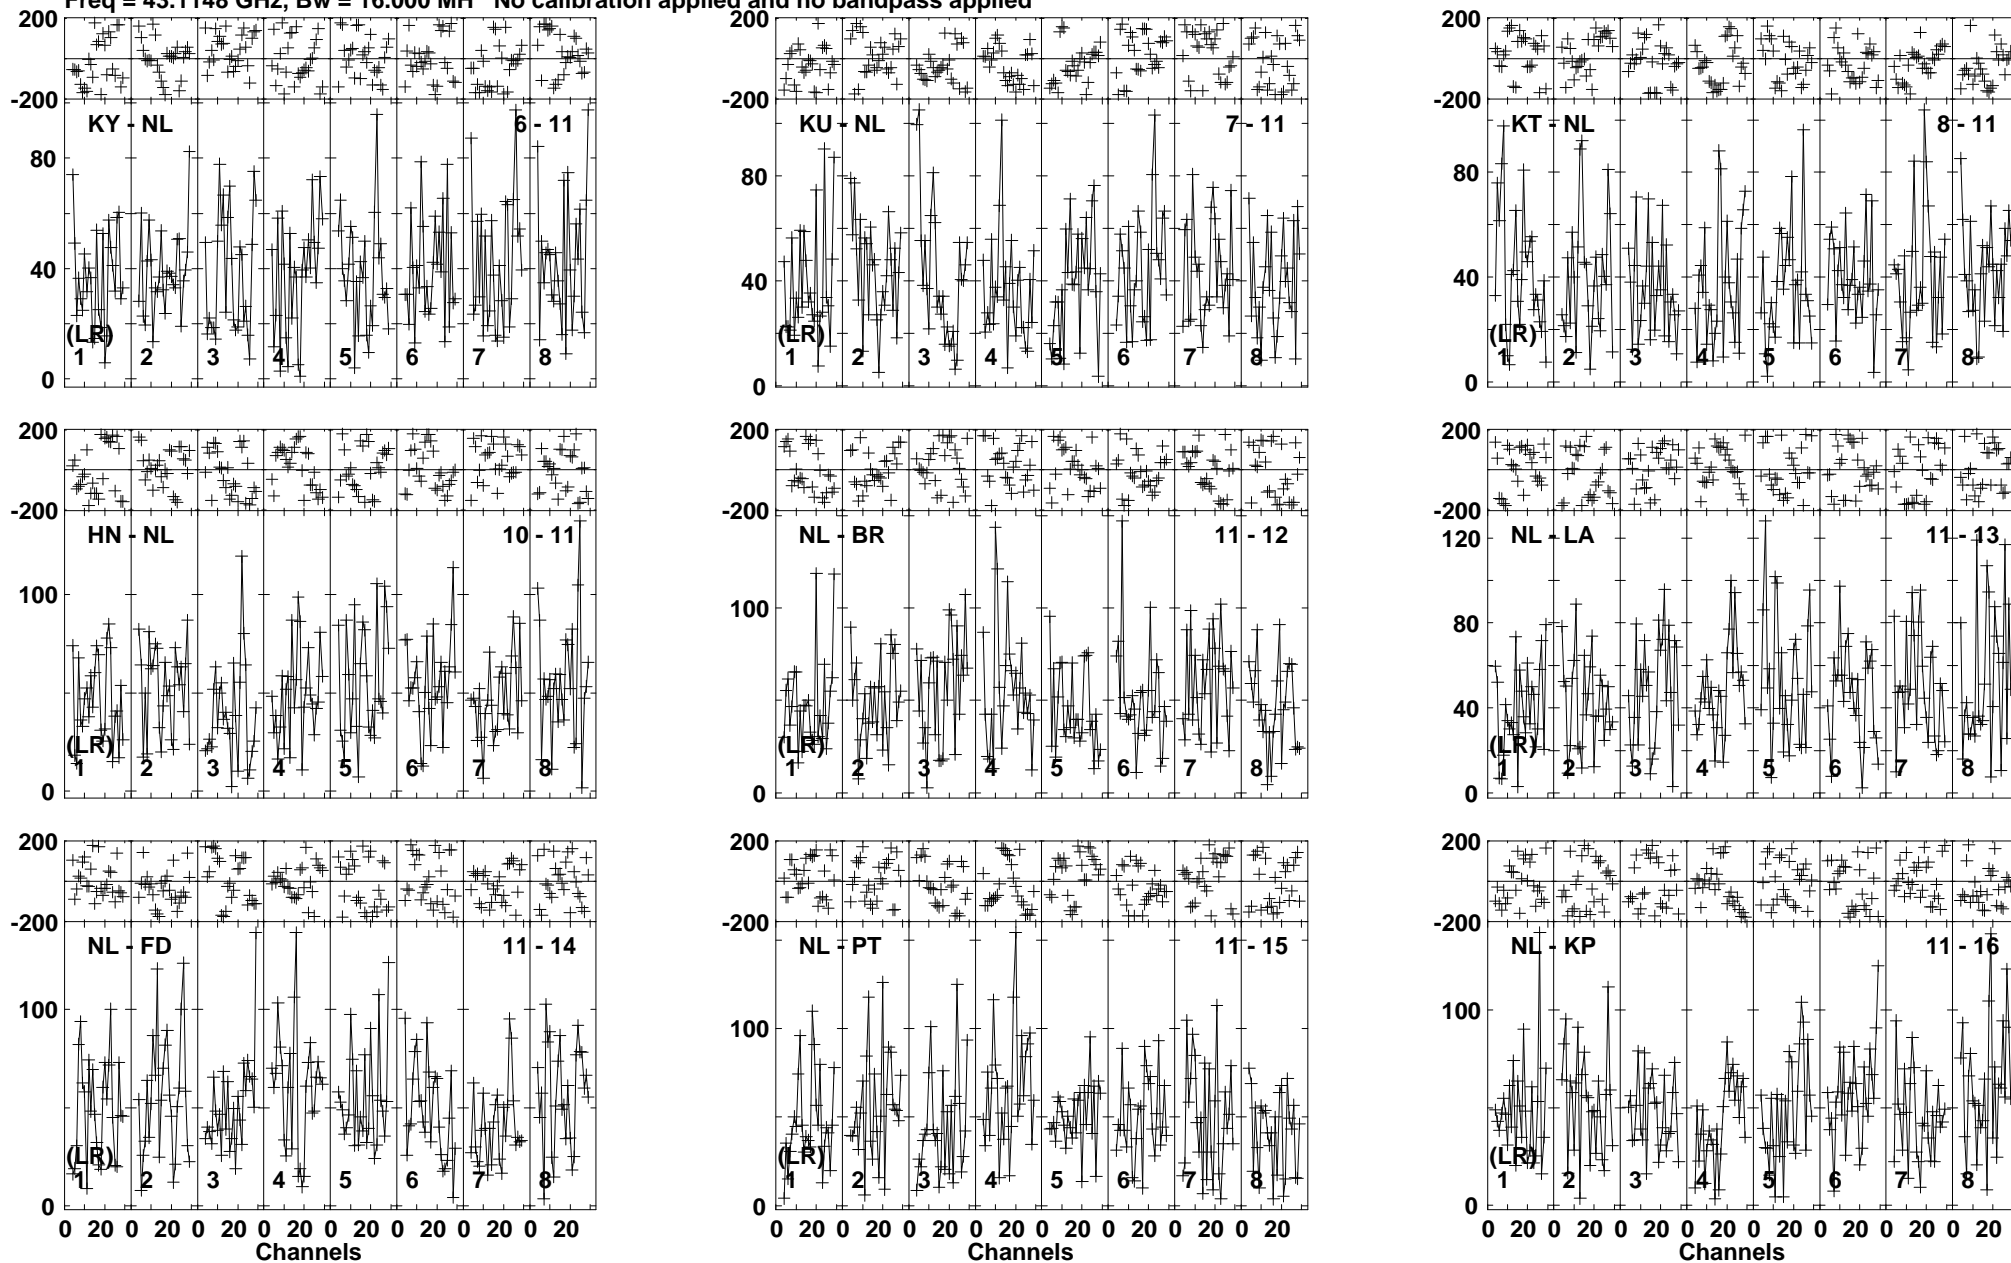 Freq = 43.1148 GHz, Bw = 16.000 MH No calibration applied and no bandpass applied
200 200 200
-200 -200 -200
KY - NL 6 - 11 KU - NL 7 - 11 KT - NL 8 - 11
80 80 80
40 40 40
(LR) (LR) (LR)
1 2 3 4 5 6 7 8 1 2 3 4 5 6 7 8 1 2 3 4 5 6 7 8
0 0 0
200 200 200
-200 -200 -200
HN - NL 10 - 11 NL - BR 11 - 12 NL - LA 11 - 13
100 100 120
80
40
(LR) (LR) (LR)
1 2 3 4 5 6 7 8 1 2 3 4 5 6 7 8 1 2 3 4 5 6 7 8
0 0 0
200 200 200
-200 -200 -200
NL - FD 11 - 14 NL - PT 11 - 15 NL - KP 11 - 16
100 100 100
(LR) (LR) (LR)
1 2 3 4 5 6 7 8 1 2 3 4 5 6 7 8 1 2 3 4 5 6 7 8
0 0 0
0 20 0 20 0 20 0 20 0 20 0 20 0 20 0 20 0 20 0 20 0 20 0 20 0 20 0 20 0 20 0 20 0 20 0 20 0 20 0 20 0 20 0 20 0 20 0 20
Channels Channels Channels